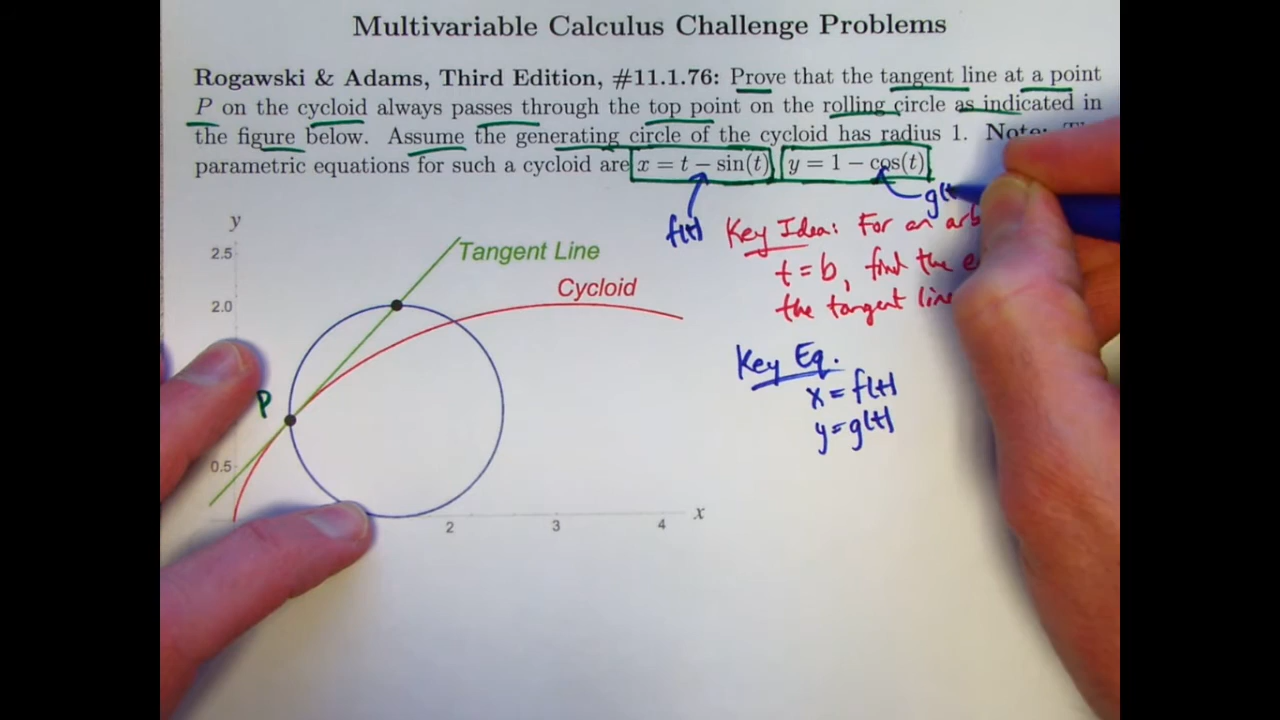 Multivariable Calculus Challenge Problems
Rogawski & Adams, Third Edition, #11.1.76: Prove that the tangent line at a point
P on the cycloid always passes through the top point on the rolling circle as indicated in
the figure below. Assume the generating circle of the cycloid has radius 1. Note:
parametric equations for such a cycloid are x = t − sin(t) y = 1 − cos(t)
f(t)
g(t
Key Idea: For an arb
t = b, find the
the tangent line
Key Eq.
x = f(t)
y = g(t)
y
2.5
Tangent Line
Cycloid
2.0
P
0.5
2
3
4
x